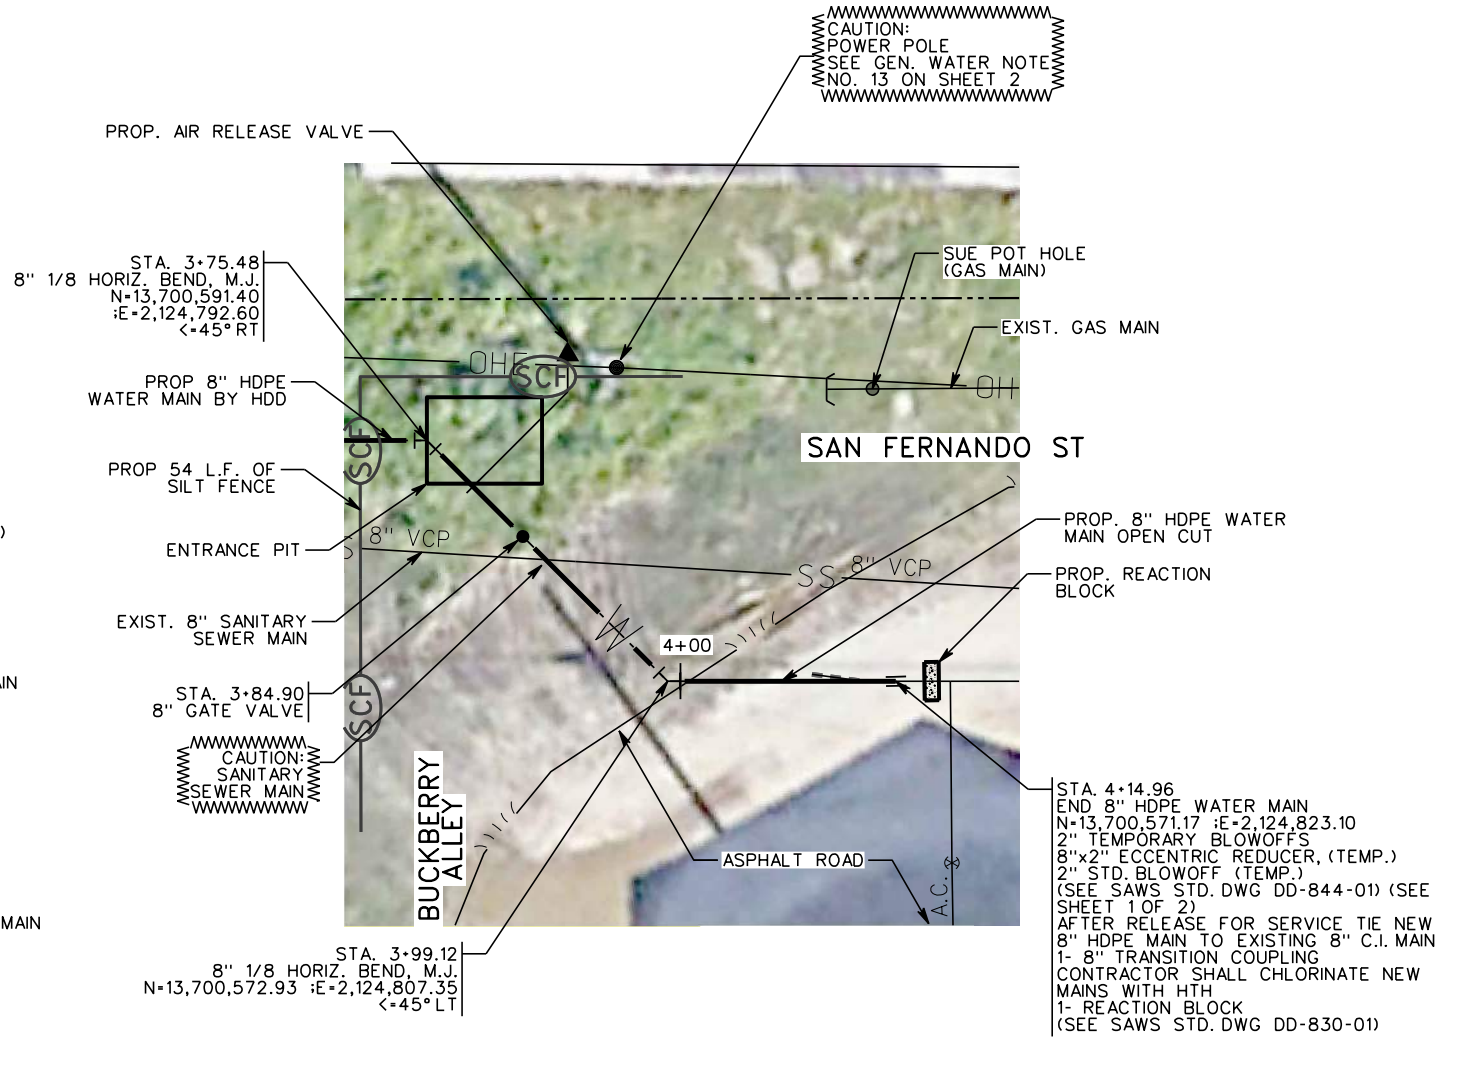 CAUTION:
POWER POLE
SEE GEN. WATER NOTE
NO. 13 ON SHEET 2
PROP. AIR RELEASE VALVE
STA. 3+75.48
8" 1/8 HORIZ. BEND, M.J.
N=13,700,591.40
;E=2,124,792.60
<=45° RT
SUE POT HOLE
(GAS MAIN)
EXIST. GAS MAIN
OHE
SCF
OH
PROP 8" HDPE
WATER MAIN BY HDD
SCF
SAN FERNANDO ST
PROP 54 L.F. OF
SILT FENCE
)
8" VCP
S
ENTRANCE PIT
PROP. 8" HDPE WATER
MAIN OPEN CUT
SS
8" VCP
PROP. REACTION
BLOCK
EXIST. 8" SANITARY
SEWER MAIN
W
4+00
AIN
STA. 3+84.90
8" GATE VALVE
SCF
CAUTION:
SANITARY
SEWER MAIN
BUCKBERRY
ALLEY
ASPHALT ROAD
A.C.
MAIN
STA. 4+14.96
END 8" HDPE WATER MAIN
N=13,700,571.17 ;E=2,124,823.10
2" TEMPORARY BLOWOFFS
8"x2" ECCENTRIC REDUCER, (TEMP.)
2" STD. BLOWOFF (TEMP.)
(SEE SAWS STD. DWG DD-844-01) (SEE
SHEET 1 OF 2)
AFTER RELEASE FOR SERVICE TIE NEW
8" HDPE MAIN TO EXISTING 8" C.I. MAIN
1- 8" TRANSITION COUPLING
CONTRACTOR SHALL CHLORINATE NEW
MAINS WITH HTH
1- REACTION BLOCK
(SEE SAWS STD. DWG DD-830-01)
STA. 3+99.12
8" 1/8 HORIZ. BEND, M.J.
N=13,700,572.93 ;E=2,124,807.35
<=45° LT